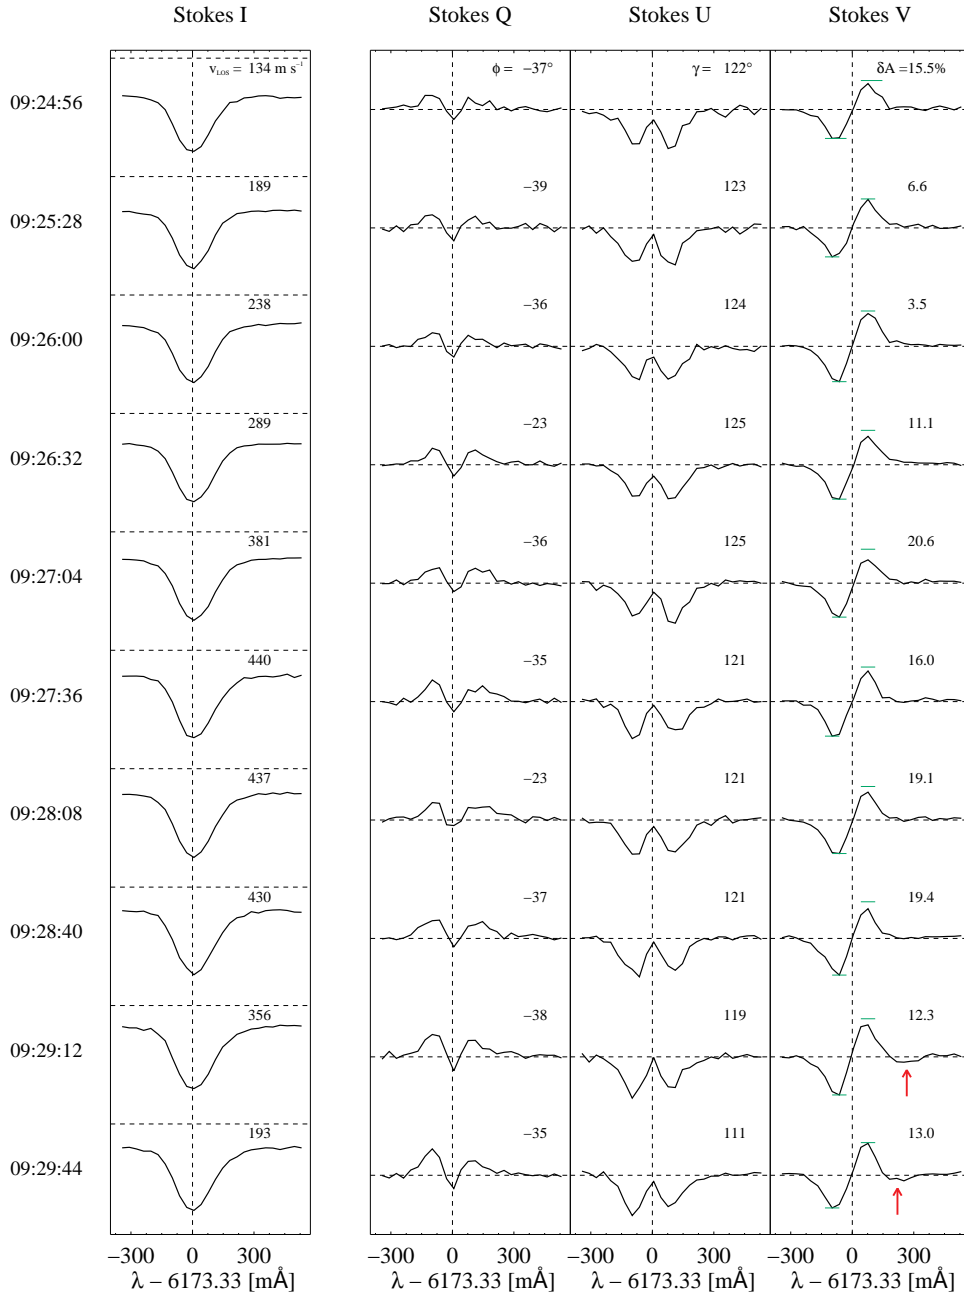 Stokes I Stokes Q Stokes U Stokes V
09:24:56 v_LOS = 134 m s⁻¹ ϕ = −37° γ = 122° δA =15.5%
09:25:28 189 −39 123 6.6
09:26:00 238 −36 124 3.5
09:26:32 289 −23 125 11.1
09:27:04 381 −36 125 20.6
09:27:36 440 −35 121 16.0
09:28:08 437 −23 121 19.1
09:28:40 430 −37 121 19.4
09:29:12 356 −38 119 12.3
09:29:44 193 −35 111 13.0
−300 0 300 −300 0 300 −300 0 300 −300 0 300
λ − 6173.33 [mÅ] λ − 6173.33 [mÅ] λ − 6173.33 [mÅ] λ − 6173.33 [mÅ]